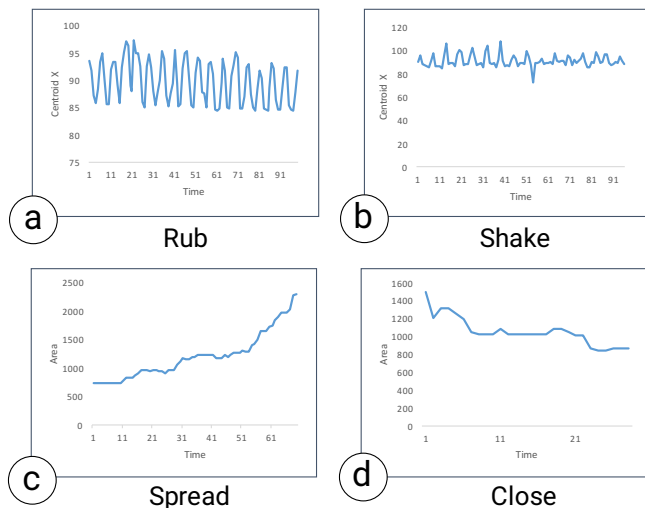 100
95
90
85
80
75
Centroid X
1 11 21 31 41 51 61 71 81 91
Time
a
Rub
120
100
80
60
40
20
0
Centroid X
1 11 21 31 41 51 61 71 81 91
Time
b
Shake
2500
2000
1500
1000
500
0
Area
1 11 21 31 41 51 61
Time
c
Spread
1600
1400
1200
1000
800
600
400
200
0
Area
1 11 21
Time
d
Close